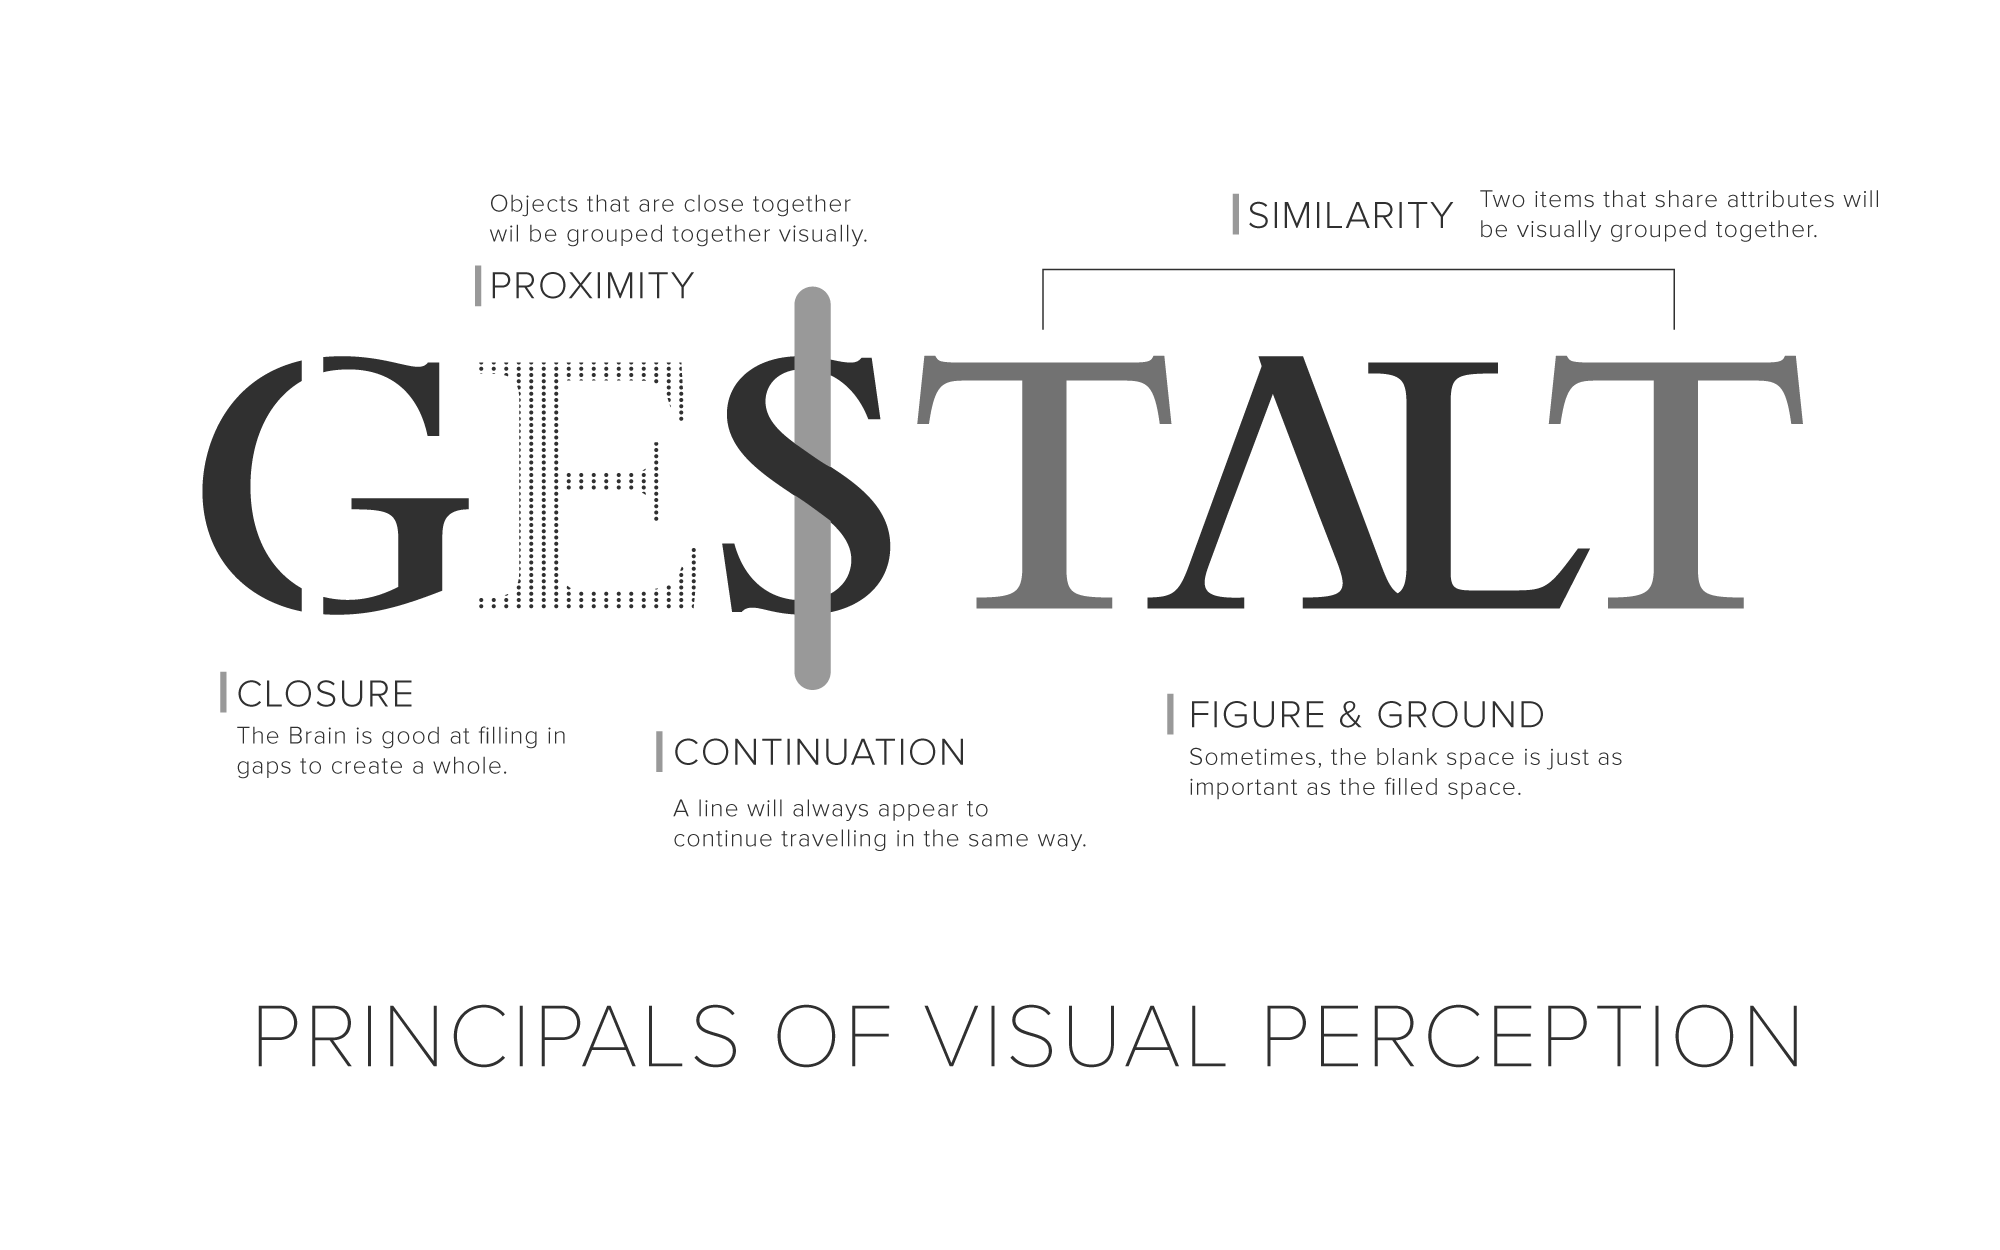 Objects that are close together
wil be grouped together visually.
PROXIMITY
SIMILARITY
Two items that share attributes will
be visually grouped together.
GESTALT
CLOSURE
The Brain is good at filling in
gaps to create a whole.
CONTINUATION
A line will always appear to
continue travelling in the same way.
FIGURE & GROUND
Sometimes, the blank space is just as
important as the filled space.
PRINCIPALS OF VISUAL PERCEPTION